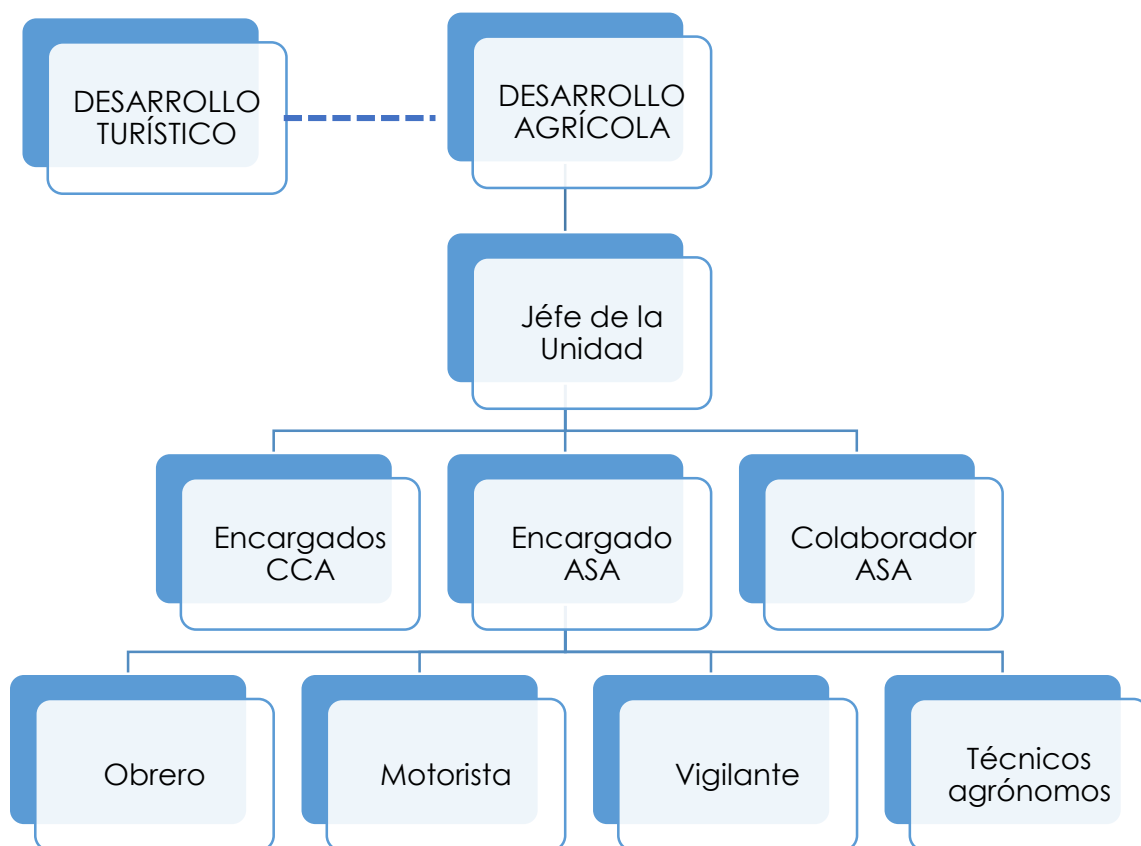 DESARROLLO
TURÍSTICO
DESARROLLO
AGRÍCOLA
Jéfe de la
Unidad
Encargados
CCA
Encargado
ASA
Colaborador
ASA
Obrero
Motorista
Vigilante
Técnicos
agrónomos